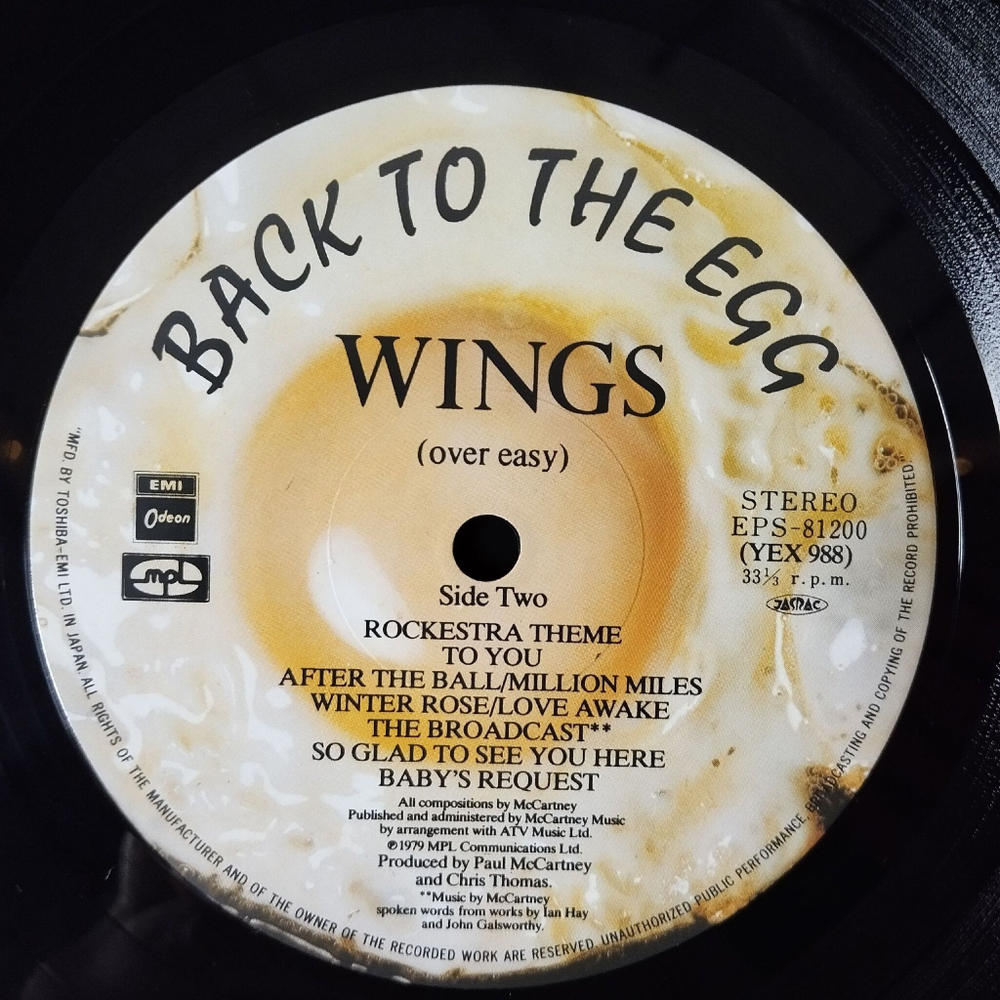 BACK TO THE EGG
WINGS
(over easy)
EMI
Odeon
mpl
STEREO
EPS-81200
(YEX 988)
33⅓ r.p.m.
JASRAC
Side Two
ROCKESTRA THEME
TO YOU
AFTER THE BALL/MILLION MILES
WINTER ROSE/LOVE AWAKE
THE BROADCAST**
SO GLAD TO SEE YOU HERE
BABY'S REQUEST
All compositions by McCartney
Published and administered by McCartney Music
by arrangement with ATV Music Ltd.
℗1979 MPL Communications Ltd.
Produced by Paul McCartney
and Chris Thomas.
**Music by McCartney
spoken words from works by Ian Hay
and John Galsworthy.
"MFD. BY TOSHIBA-EMI LTD. IN JAPAN. ALL RIGHTS OF THE MANUFACTURER AND OF THE OWNER OF THE RECORDED WORK ARE RESERVED. UNAUTHORIZED PUBLIC PERFORMANCE, BROADCASTING AND COPYING OF THE RECORD PROHIBITED.